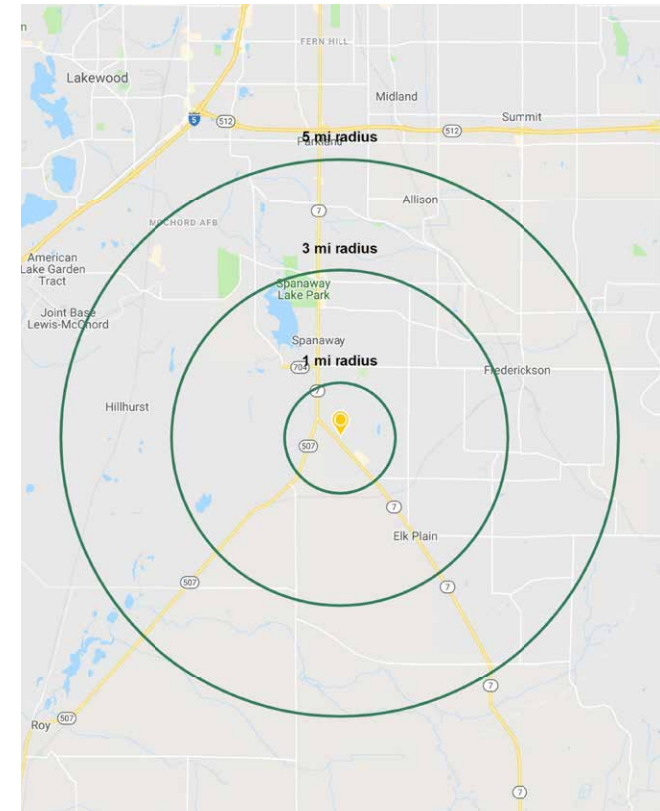 n
FERN HILL
Lakewood
Midland
Summit
5
512
512
5 mi radius
Parkland
Allison
7
MCCHORD AFB
3 mi radius
American
Lake Garden
Tract
Spanaway
Lake Park
Joint Base
Lewis-McChord
Spanaway
1 mi radius
704
Frederickson
7
Hillhurst
507
7
Elk Plain
507
7
7
Roy
507
7